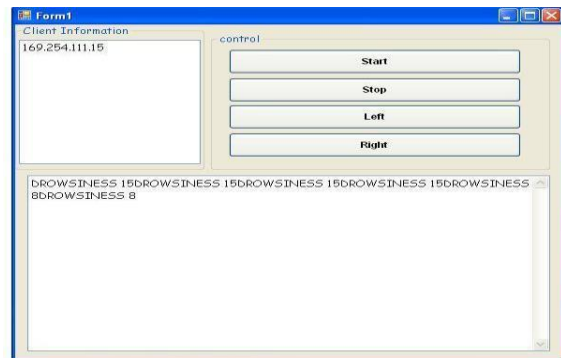 Form1
Client Information
169.254.111.15
control
Start
Stop
Left
Right
DROWSINESS 15DROWSINESS 15DROWSINESS 15DROWSINESS 15DROWSINESS
8DROWSINESS 8